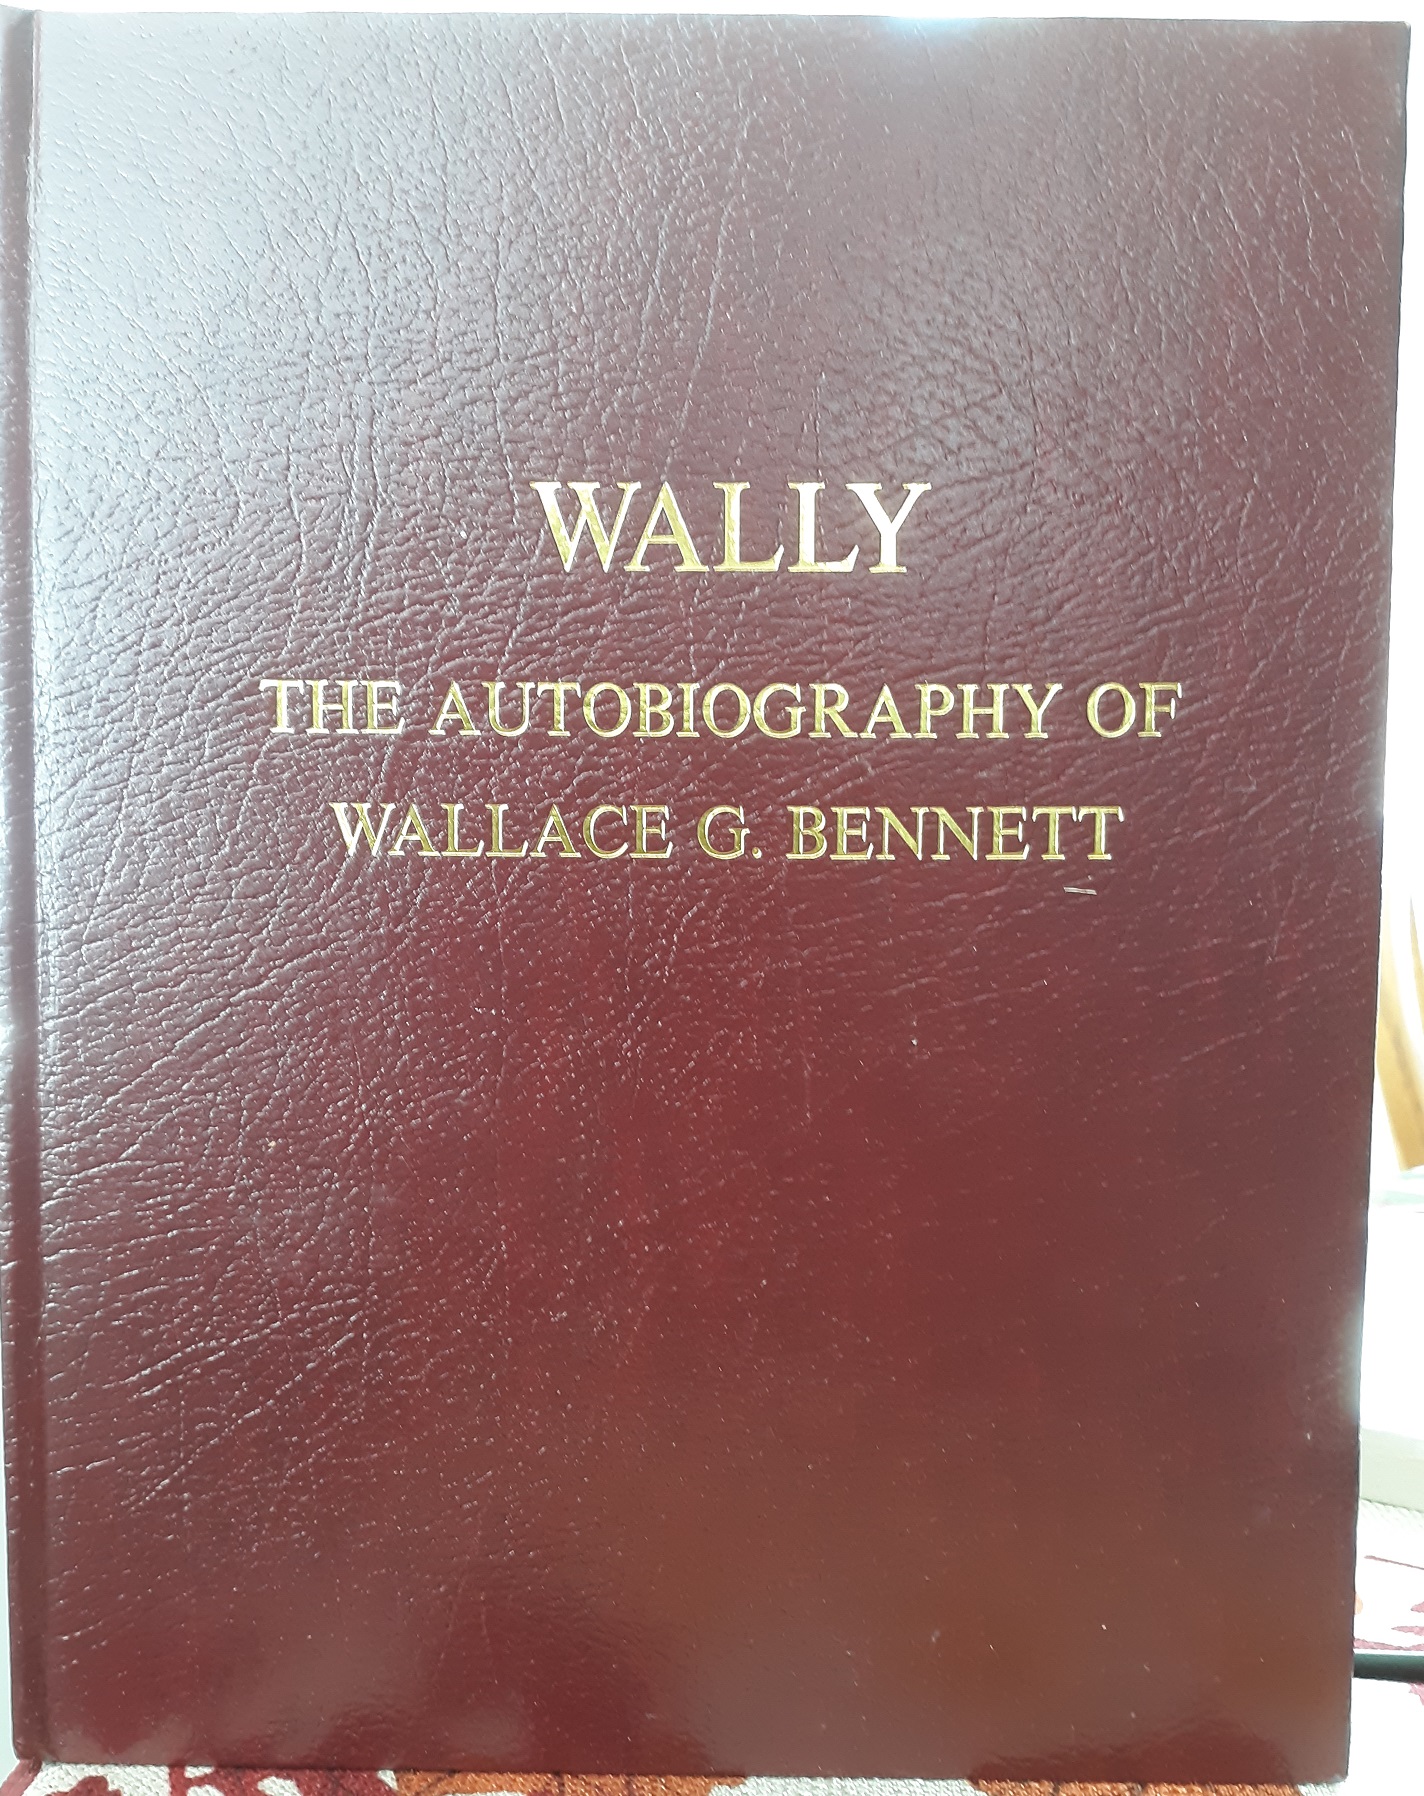 WALLY
THE AUTOBIOGRAPHY OF
WALLACE G. BENNETT